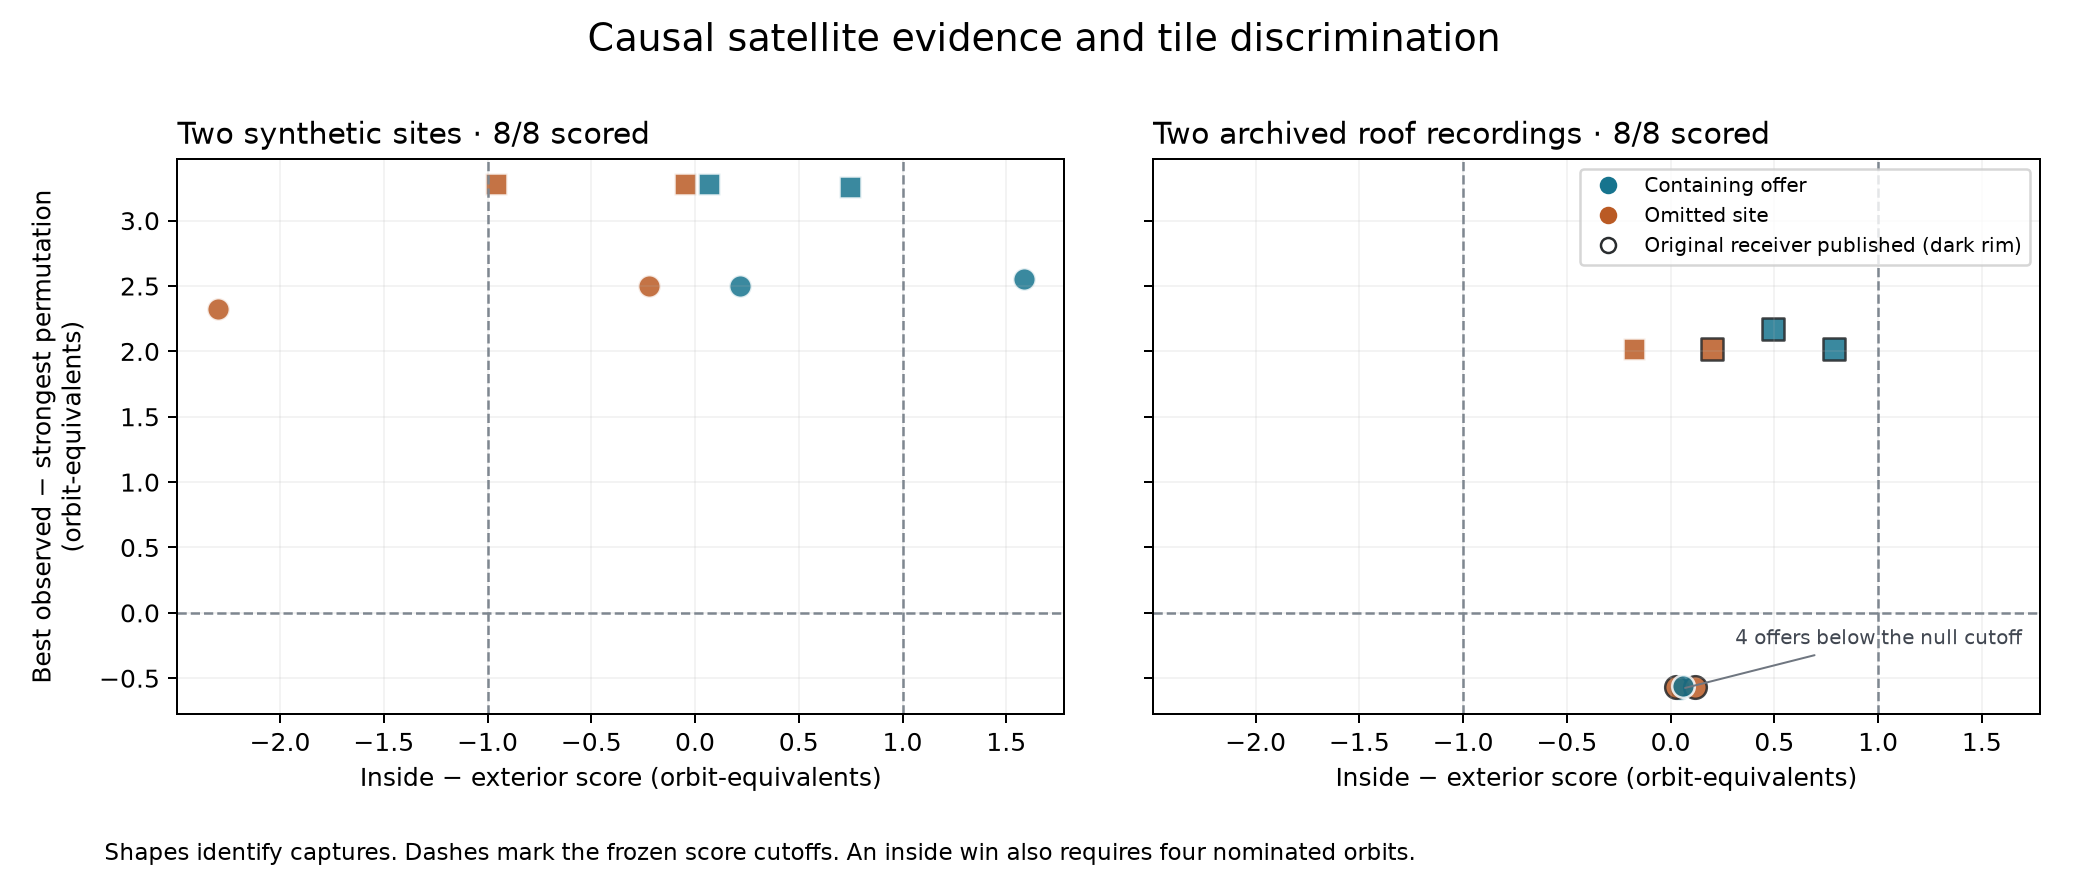 Causal satellite evidence and tile discrimination
Two synthetic sites · 8/8 scored
Best observed − strongest permutation
(orbit-equivalents)
3.0
2.5
2.0
1.5
1.0
0.5
0.0
−0.5
−2.0 −1.5 −1.0 −0.5 0.0 0.5 1.0 1.5
Inside − exterior score (orbit-equivalents)
Two archived roof recordings · 8/8 scored
Containing offer
Omitted site
Original receiver published (dark rim)
4 offers below the null cutoff
−2.0 −1.5 −1.0 −0.5 0.0 0.5 1.0 1.5
Inside − exterior score (orbit-equivalents)
Shapes identify captures. Dashes mark the frozen score cutoffs. An inside win also requires four nominated orbits.